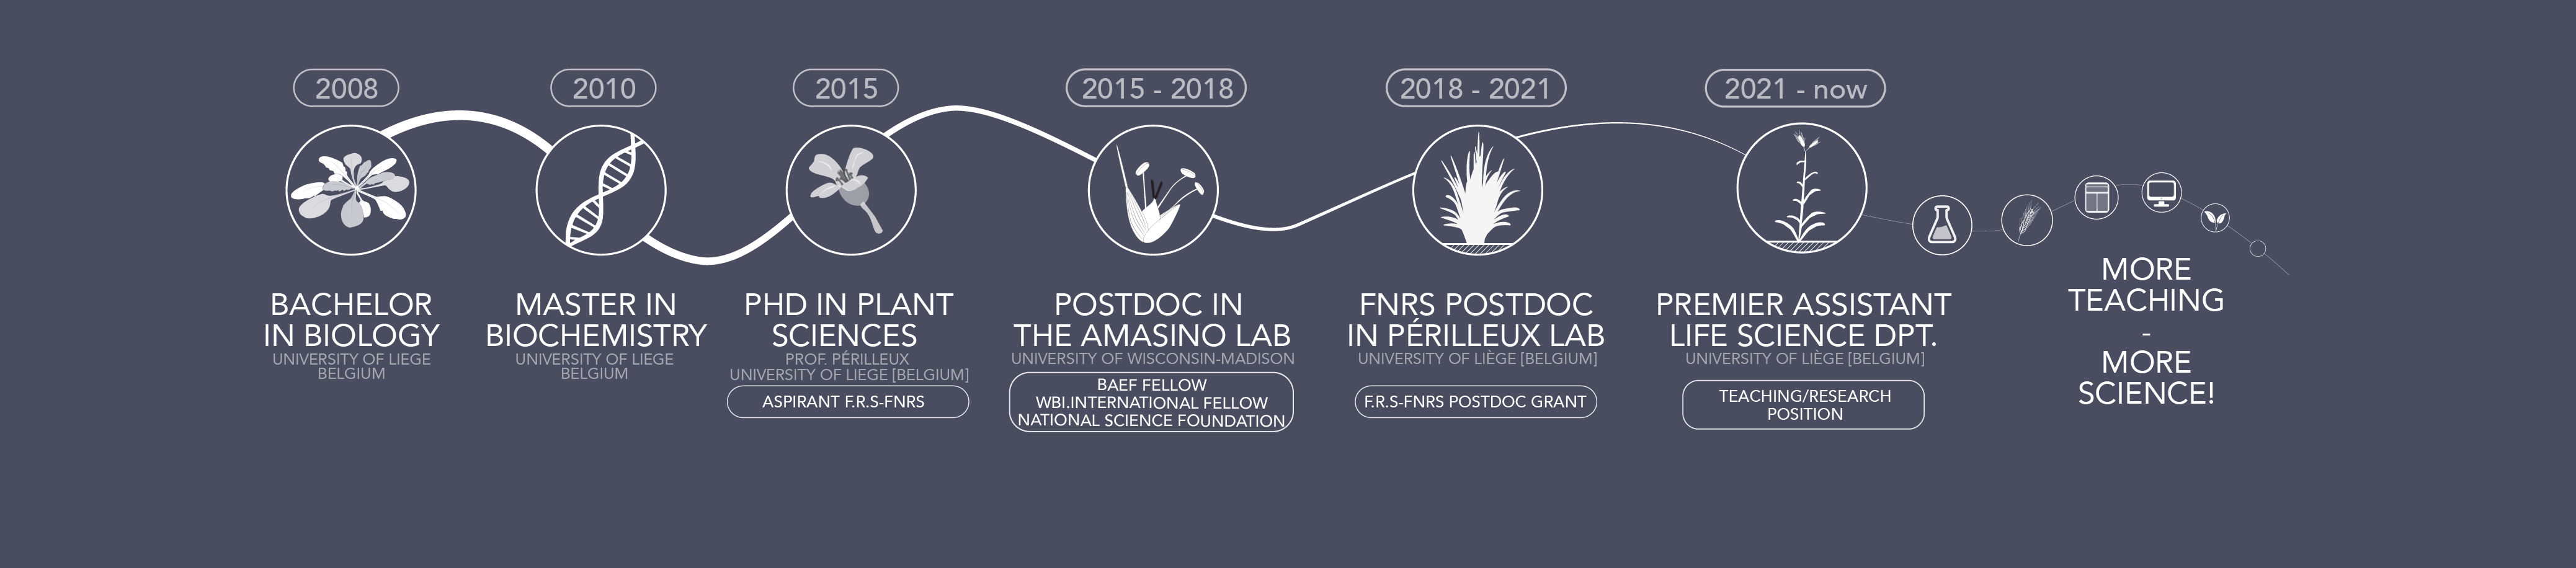 2008
BACHELOR
IN BIOLOGY
UNIVERSITY OF LIEGE
BELGIUM
2010
MASTER IN
BIOCHEMISTRY
UNIVERSITY OF LIEGE
BELGIUM
2015
PHD IN PLANT
SCIENCES
PROF. PÉRILLEUX
UNIVERSITY OF LIEGE [BELGIUM]
ASPIRANT F.R.S-FNRS
2015 - 2018
POSTDOC IN
THE AMASINO LAB
UNIVERSITY OF WISCONSIN-MADISON
BAEF FELLOW
WBI.INTERNATIONAL FELLOW
NATIONAL SCIENCE FOUNDATION
2018 - 2021
FNRS POSTDOC
IN PÉRILLEUX LAB
UNIVERSITY OF LIÈGE [BELGIUM]
F.R.S-FNRS POSTDOC GRANT
2021 - now
PREMIER ASSISTANT
LIFE SCIENCE DPT.
UNIVERSITY OF LIÈGE [BELGIUM]
TEACHING/RESEARCH
POSITION
MORE
TEACHING
-
MORE
SCIENCE!